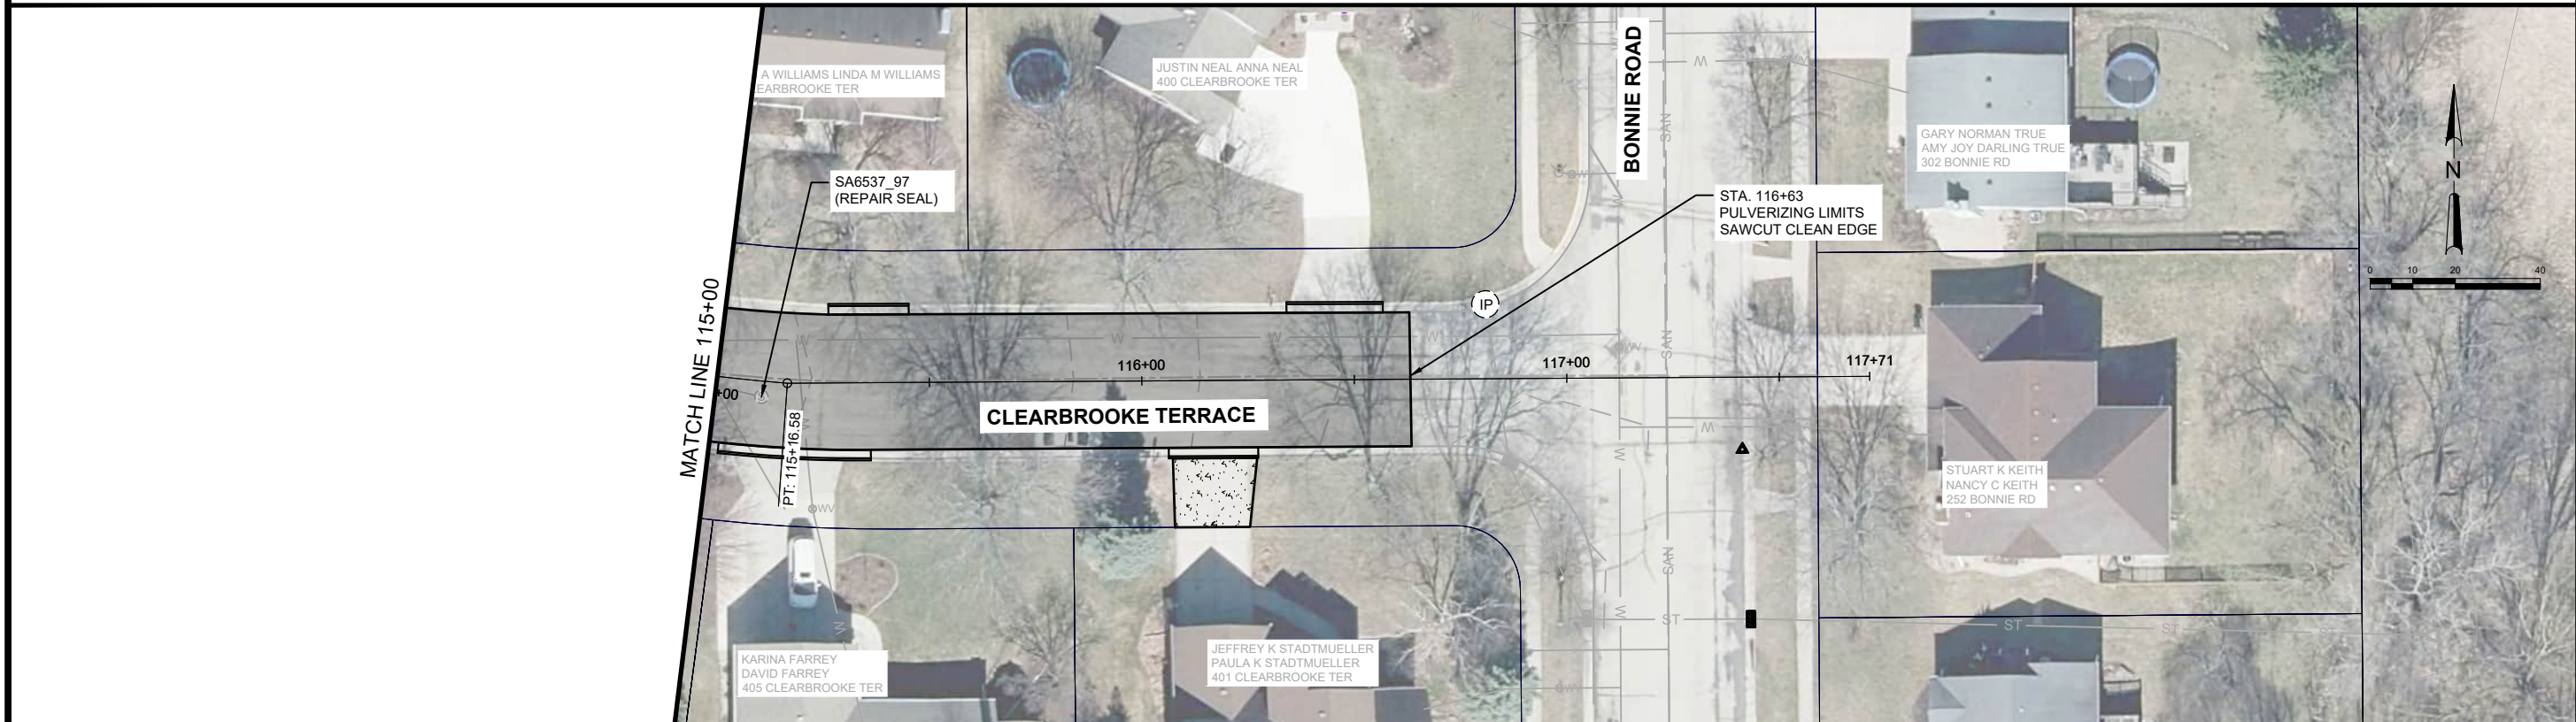 A WILLIAMS LINDA M WILLIAMS
EARBROOKE TER
JUSTIN NEAL ANNA NEAL
400 CLEARBROOKE TER
BONNIE ROAD
GARY NORMAN TRUE
AMY JOY DARLING TRUE
302 BONNIE RD
SA6537_97
(REPAIR SEAL)
STA. 116+63
PULVERIZING LIMITS
SAWCUT CLEAN EDGE
N
0 10 20 40
MATCH LINE 115+00
IP
+00
116+00
117+00
117+71
CLEARBROOKE TERRACE
PT: 115+16.58
STUART K KEITH
NANCY C KEITH
252 BONNIE RD
KARINA FARREY
DAVID FARREY
405 CLEARBROOKE TER
JEFFREY K STADTMUELLER
PAULA K STADTMUELLER
401 CLEARBROOKE TER
W
W
W
W
W
W
W
W
W
SAN
SAN
SAN
WV
WV
WV
WV
ST
ST
ST